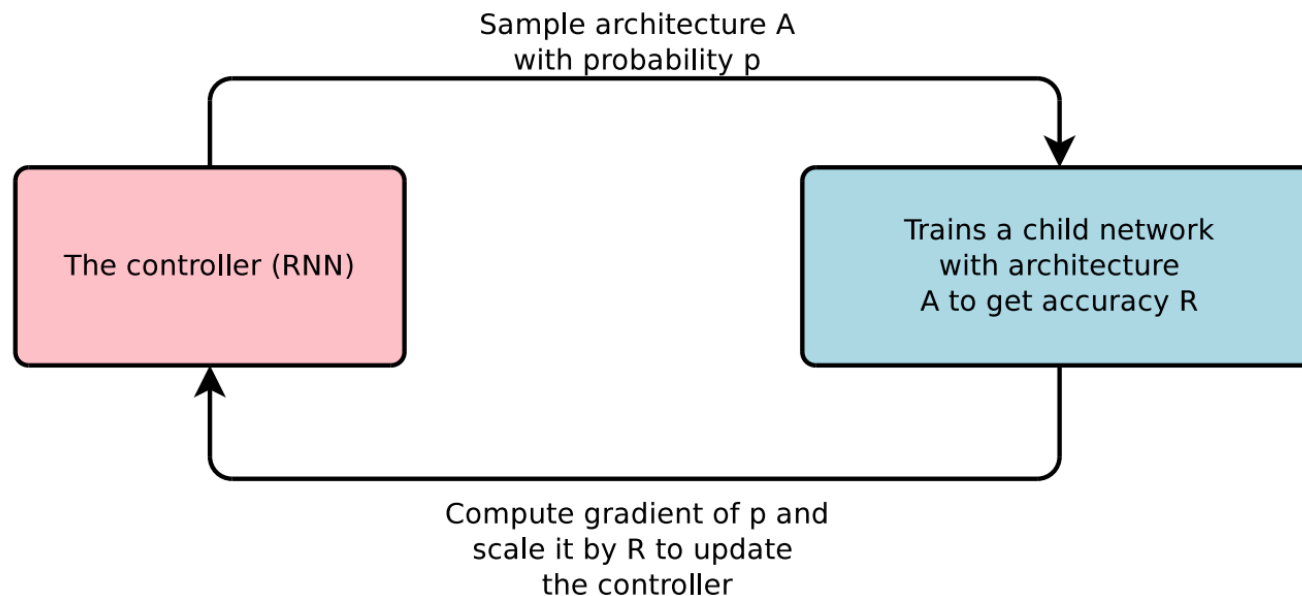 Sample architecture A
with probability p
The controller (RNN)
Trains a child network
with architecture
A to get accuracy R
Compute gradient of p and
scale it by R to update
the controller